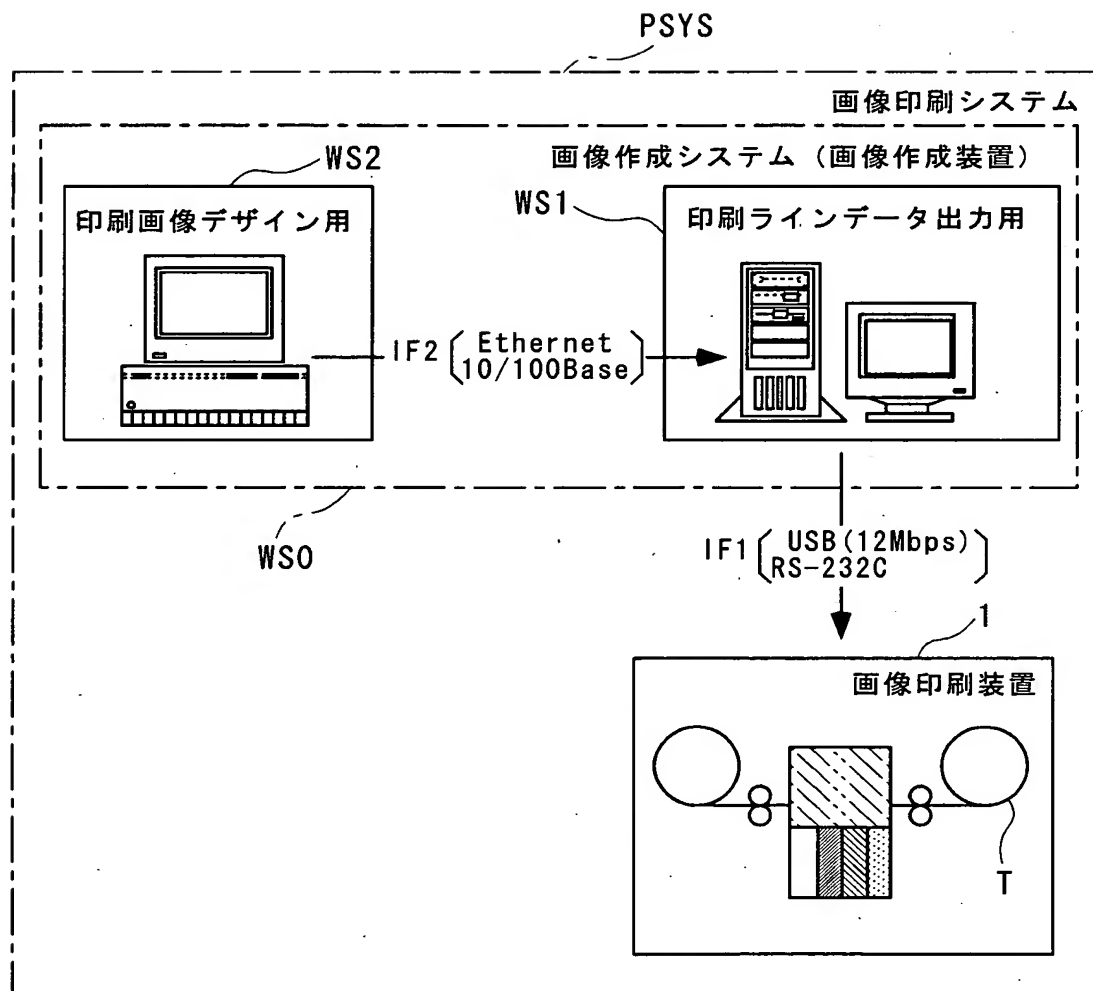 PSYS
画像印刷システム
画像作成システム（画像作成装置）
WS2
WS1
印刷画像デザイン用
印刷ラインデータ出力用
IF2
Ethernet
10/100Base
WS0
IF1
USB(12Mbps)
RS-232C
1
画像印刷装置
T